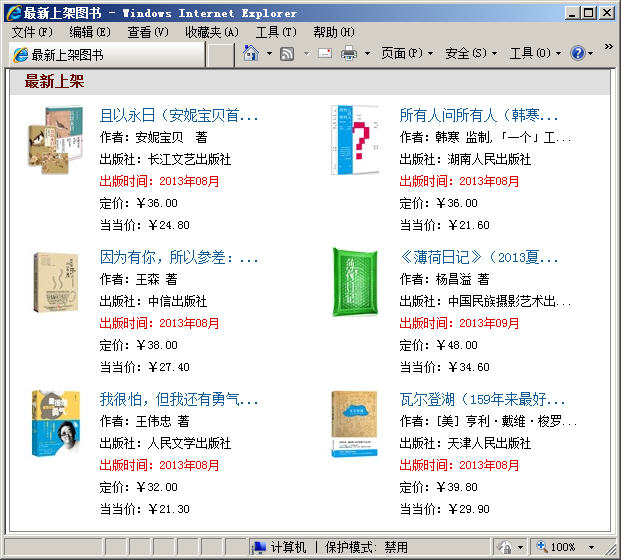 最新上架图书 - Windows Internet Explorer
文件(F) 编辑(E) 查看(V) 收藏夹(A) 工具(T) 帮助(H)
最新上架图书 页面(P) 安全(S) 工具(O) »
最新上架
且以永日（安妮宝贝首...
作者：安妮宝贝 著
出版社：长江文艺出版社
出版时间：2013年08月
定价：￥36.00
当当价：￥24.80
所有人问所有人（韩寒...
作者：韩寒 监制,「一个」工...
出版社：湖南人民出版社
出版时间：2013年08月
定价：￥36.00
当当价：￥21.60
因为有你，所以参差：...
作者：王森 著
出版社：中信出版社
出版时间：2013年08月
定价：￥38.00
当当价：￥27.40
《薄荷日记》（2013夏...
作者：杨昌溢 著
出版社：中国民族摄影艺术出...
出版时间：2013年09月
定价：￥48.00
当当价：￥34.60
我很怕，但我还有勇气...
作者：王伟忠 著
出版社：人民文学出版社
出版时间：2013年08月
定价：￥32.00
当当价：￥21.30
瓦尔登湖（159年来最好...
作者：[美] 亨利·戴维·梭罗...
出版社：天津人民出版社
出版时间：2013年08月
定价：￥39.80
当当价：￥29.90
计算机 | 保护模式: 禁用 100%